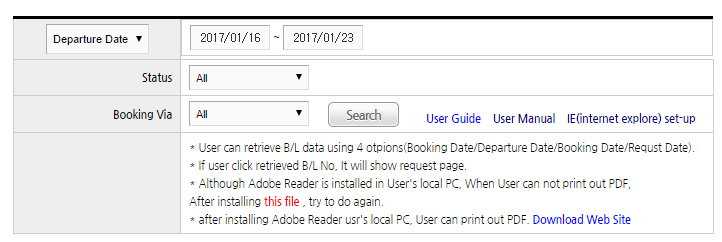 Departure Date ▼ 2017/01/16 ~ 2017/01/23
Status All ▼
Booking Via All ▼ Search User Guide User Manual IE(internet explore) set-up
* User can retrieve B/L data using 4 otpions(Booking Date/Departure Date/Booking Date/Requst Date).
* If user click retrieved B/L No, It will show request page.
* Although Adobe Reader is installed in User's local PC, When User can not print out PDF,
After installing this file , try to do again.
* after installing Adobe Reader usr's local PC, User can print out PDF. Download Web Site